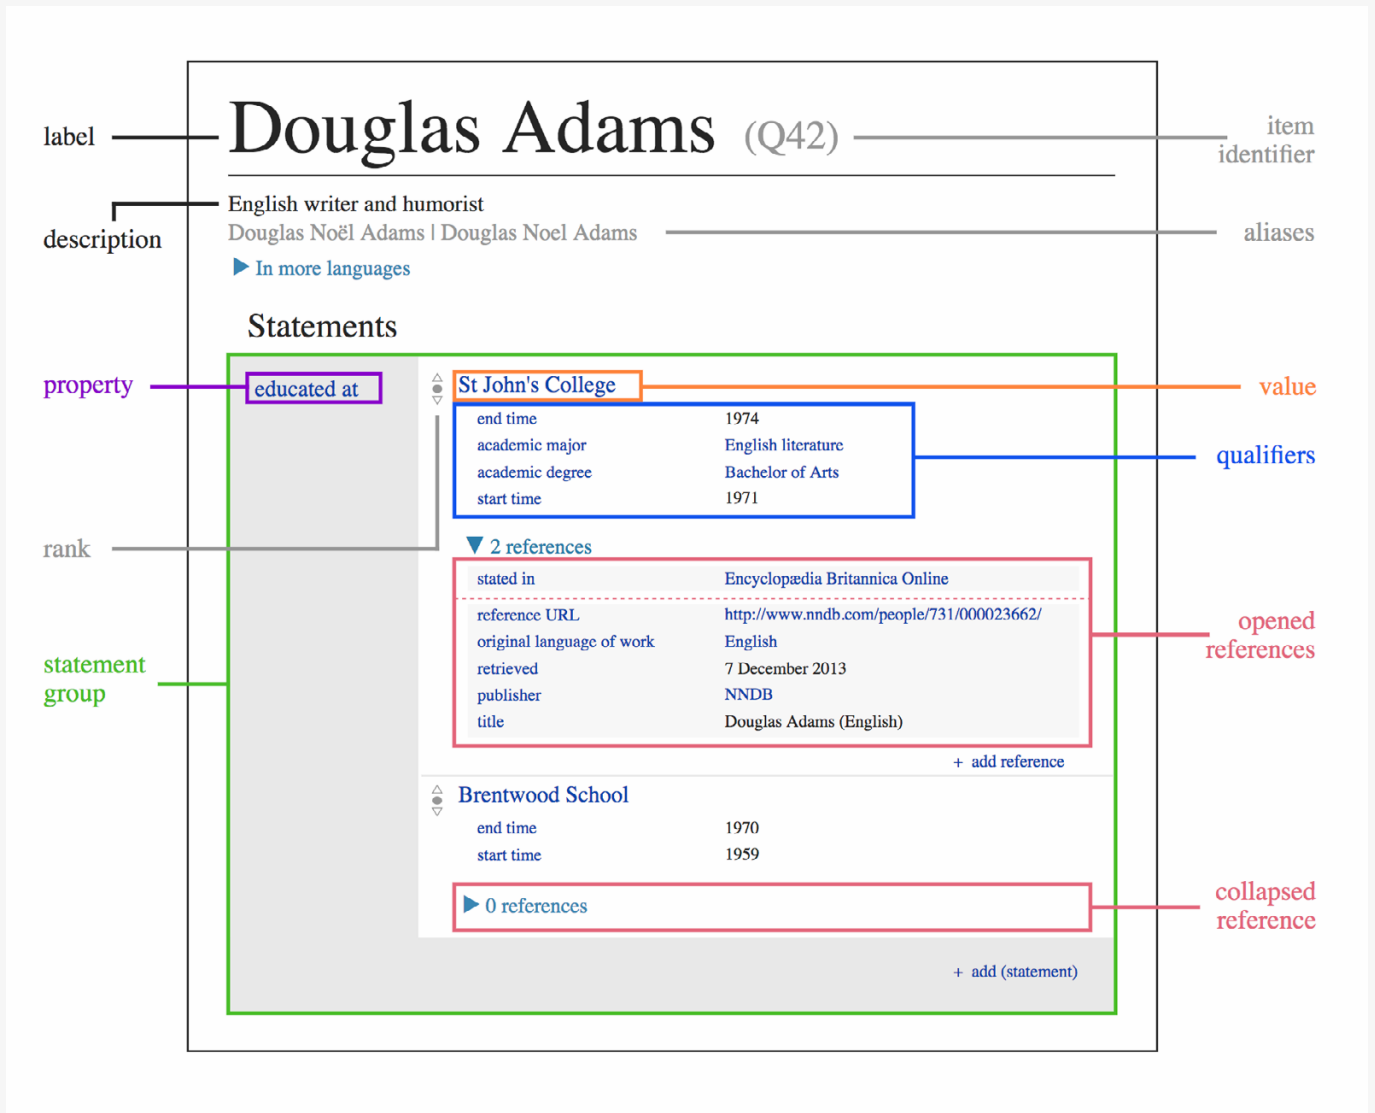 label
Douglas Adams (Q42)
item
identifier
description
English writer and humorist
Douglas Noël Adams | Douglas Noel Adams
aliases
In more languages
Statements
property
educated at
St John's College
value
end time 1974
academic major English literature
academic degree Bachelor of Arts
start time 1971
qualifiers
rank
2 references
stated in Encyclopædia Britannica Online
reference URL http://www.nndb.com/people/731/000023662/
original language of work English
retrieved 7 December 2013
publisher NNDB
title Douglas Adams (English)
opened
references
statement
group
+ add reference
Brentwood School
end time 1970
start time 1959
0 references
collapsed
reference
+ add (statement)